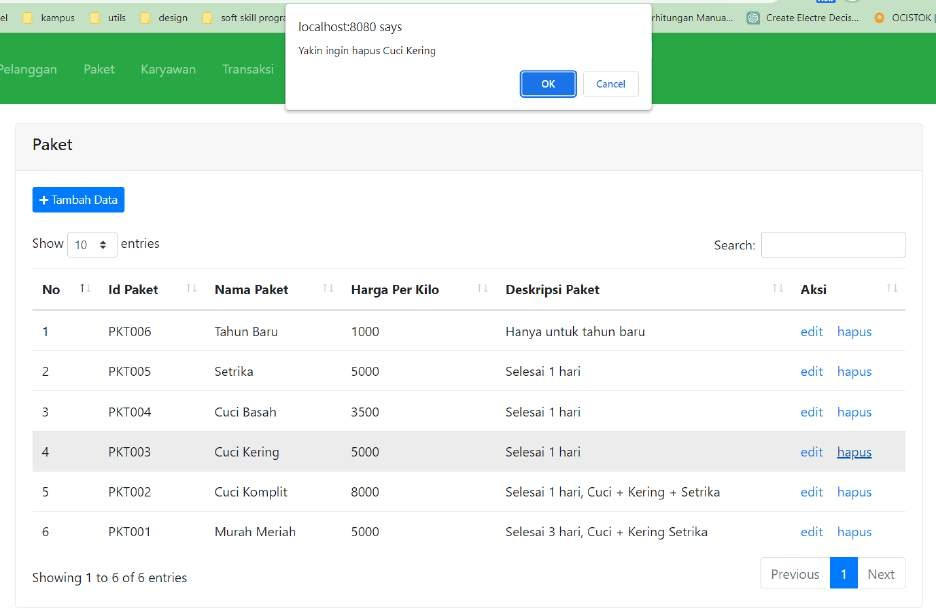 localhost:8080 says
Yakin ingin hapus Cuci Kering
OK Cancel
kampus utils design soft skill rhitungan Manua... Create Electre Decis... OCISTOK
Pelanggan Paket Karyawan Transaksi
Paket
+ Tambah Data
Show 10 entries Search:
No Id Paket Nama Paket Harga Per Kilo Deskripsi Paket Aksi
1 PKT006 Tahun Baru 1000 Hanya untuk tahun baru edit hapus
2 PKT005 Setrika 5000 Selesai 1 hari edit hapus
3 PKT004 Cuci Basah 3500 Selesai 1 hari edit hapus
4 PKT003 Cuci Kering 5000 Selesai 1 hari edit hapus
5 PKT002 Cuci Komplit 8000 Selesai 1 hari, Cuci + Kering + Setrika edit hapus
6 PKT001 Murah Meriah 5000 Selesai 3 hari, Cuci + Kering Setrika edit hapus
Showing 1 to 6 of 6 entries Previous 1 Next